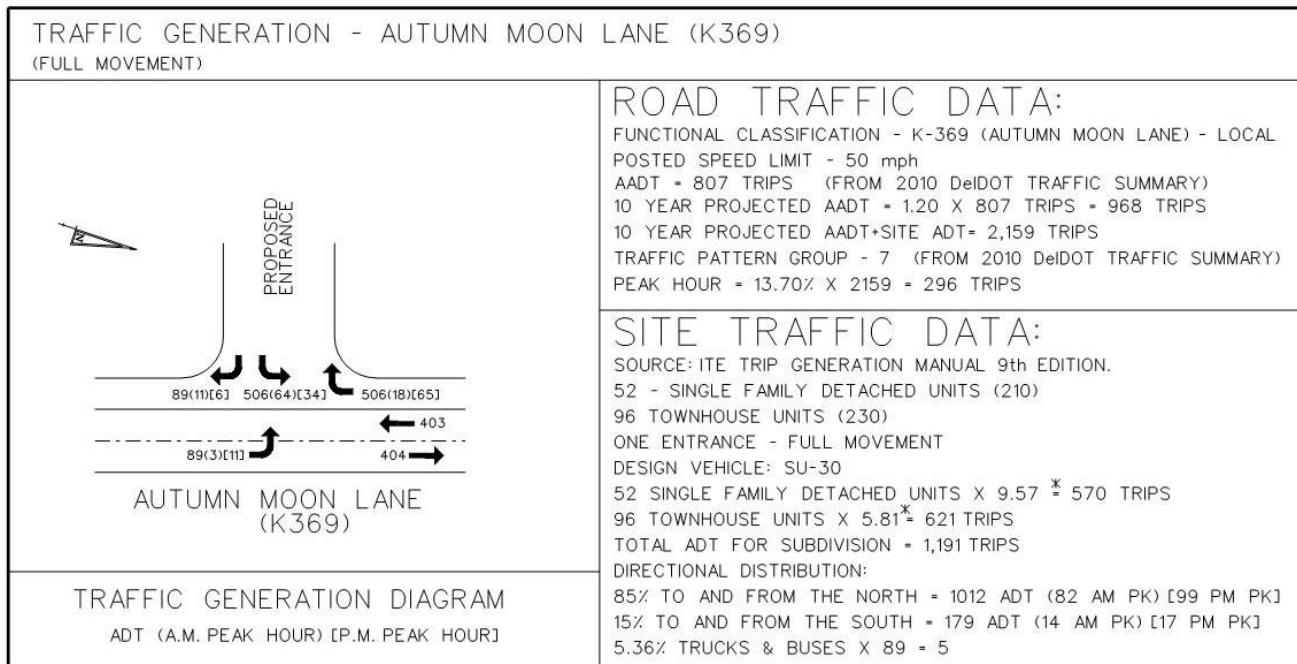 TRAFFIC GENERATION - AUTUMN MOON LANE (K369)
(FULL MOVEMENT)
N
PROPOSED
ENTRANCE
89(11)[6]
506(64)[34]
506(18)[65]
403
89(3)[11]
404
AUTUMN MOON LANE
(K369)
TRAFFIC GENERATION DIAGRAM
ADT (A.M. PEAK HOUR) [P.M. PEAK HOUR]
ROAD TRAFFIC DATA:
FUNCTIONAL CLASSIFICATION - K-369 (AUTUMN MOON LANE) - LOCAL
POSTED SPEED LIMIT - 50 mph
AADT = 807 TRIPS (FROM 2010 DelDOT TRAFFIC SUMMARY)
10 YEAR PROJECTED AADT = 1.20 X 807 TRIPS = 968 TRIPS
10 YEAR PROJECTED AADT+SITE ADT= 2,159 TRIPS
TRAFFIC PATTERN GROUP - 7 (FROM 2010 DelDOT TRAFFIC SUMMARY)
PEAK HOUR = 13.70% X 2159 = 296 TRIPS
SITE TRAFFIC DATA:
SOURCE: ITE TRIP GENERATION MANUAL 9th EDITION.
52 - SINGLE FAMILY DETACHED UNITS (210)
96 TOWNHOUSE UNITS (230)
ONE ENTRANCE - FULL MOVEMENT
DESIGN VEHICLE: SU-30
52 SINGLE FAMILY DETACHED UNITS X 9.57 *= 570 TRIPS
96 TOWNHOUSE UNITS X 5.81*= 621 TRIPS
TOTAL ADT FOR SUBDIVISION = 1,191 TRIPS
DIRECTIONAL DISTRIBUTION:
85% TO AND FROM THE NORTH = 1012 ADT (82 AM PK) [99 PM PK]
15% TO AND FROM THE SOUTH = 179 ADT (14 AM PK) [17 PM PK]
5.36% TRUCKS & BUSES X 89 = 5